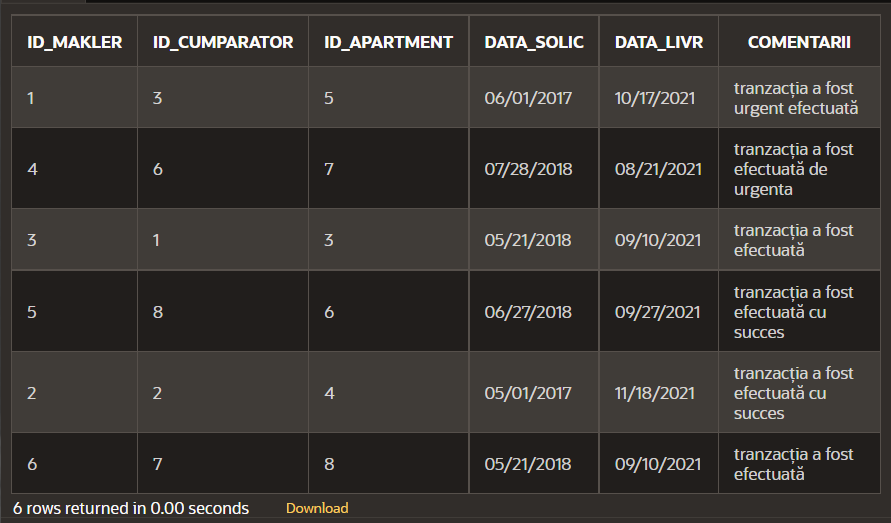 ID_MAKLER ID_CUMPARATOR ID_APARTMENT DATA_SOLIC DATA_LIVR COMENTARII
1 3 5 06/01/2017 10/17/2021 tranzacția a fost
urgent efectuată
4 6 7 07/28/2018 08/21/2021 tranzacția a fost
efectuată de
urgenta
3 1 3 05/21/2018 09/10/2021 tranzacția a fost
efectuată
5 8 6 06/27/2018 09/27/2021 tranzacția a fost
efectuată cu
succes
2 2 4 05/01/2017 11/18/2021 tranzacția a fost
efectuată cu
succes
6 7 8 05/21/2018 09/10/2021 tranzacția a fost
efectuată
6 rows returned in 0.00 seconds Download